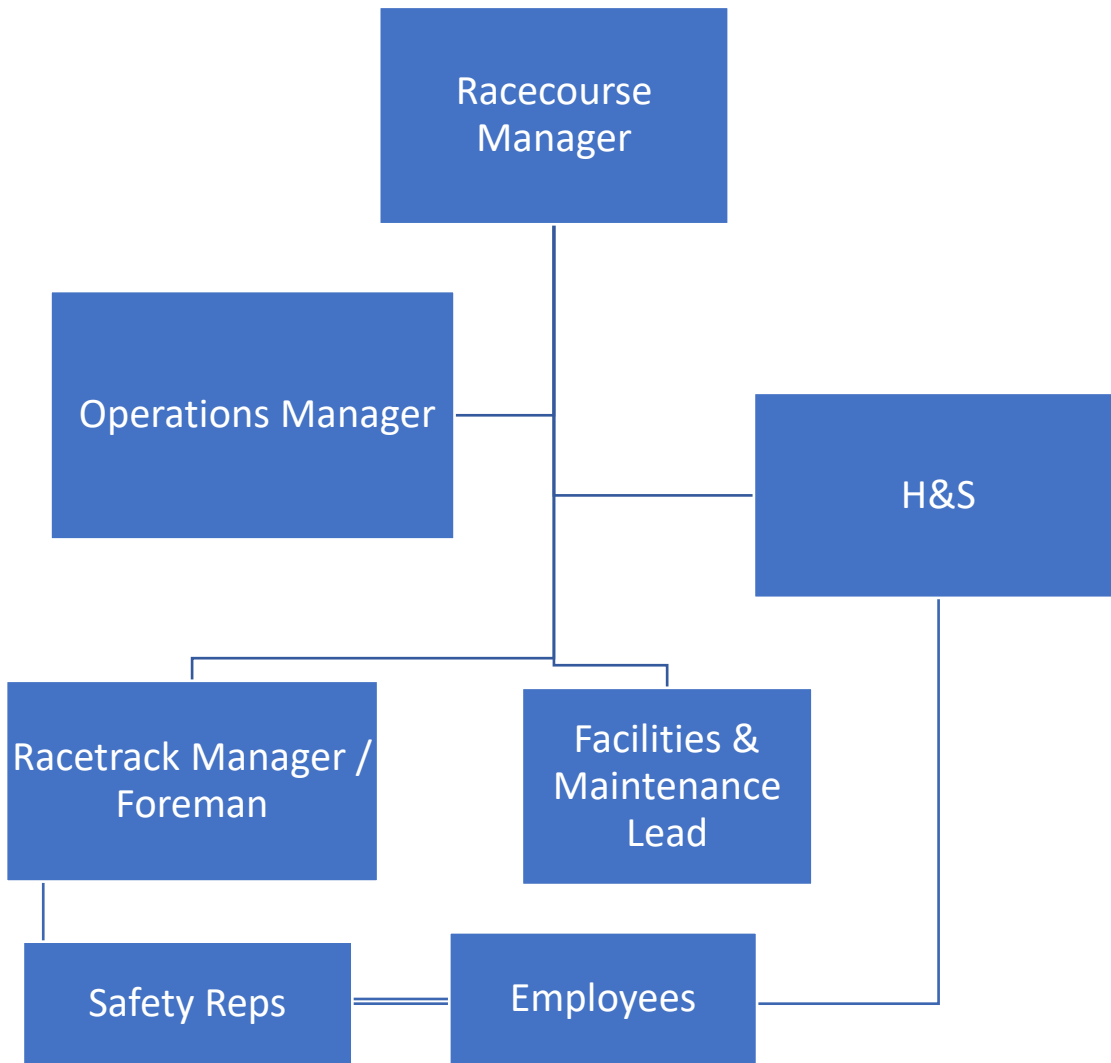 Racecourse
Manager
Operations Manager
H&S
Racetrack Manager /
Foreman
Facilities &
Maintenance
Lead
Safety Reps
Employees